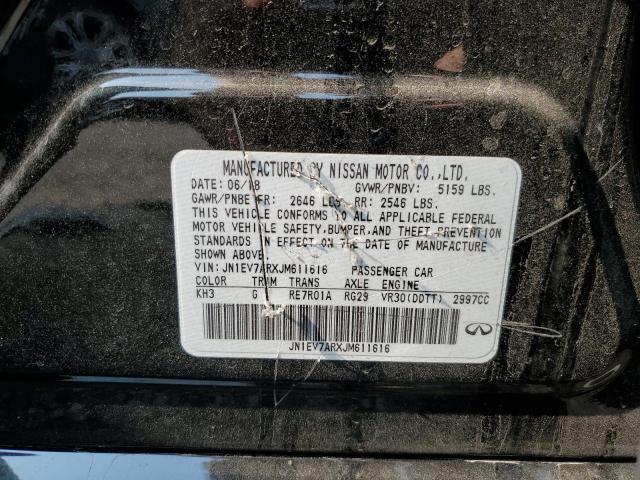 MANUFACTURED BY NISSAN MOTOR CO.,LTD.
DATE: 06/18 GVWR/PNBV: 5159 LBS.
GAWR/PNBE FR: 2646 LBS RR: 2546 LBS.
THIS VEHICLE CONFORMS TO ALL APPLICABLE FEDERAL
MOTOR VEHICLE SAFETY, BUMPER, AND THEFT PREVENTION
STANDARDS IN EFFECT ON THE DATE OF MANUFACTURE
SHOWN ABOVE.
VIN: JN1EV7ARXJM611616 PASSENGER CAR
COLOR TRIM TRANS AXLE ENGINE
KH3 G RE7R01A RG29 VR30(DDTT) 2997CC
JN1EV7ARXJM611616